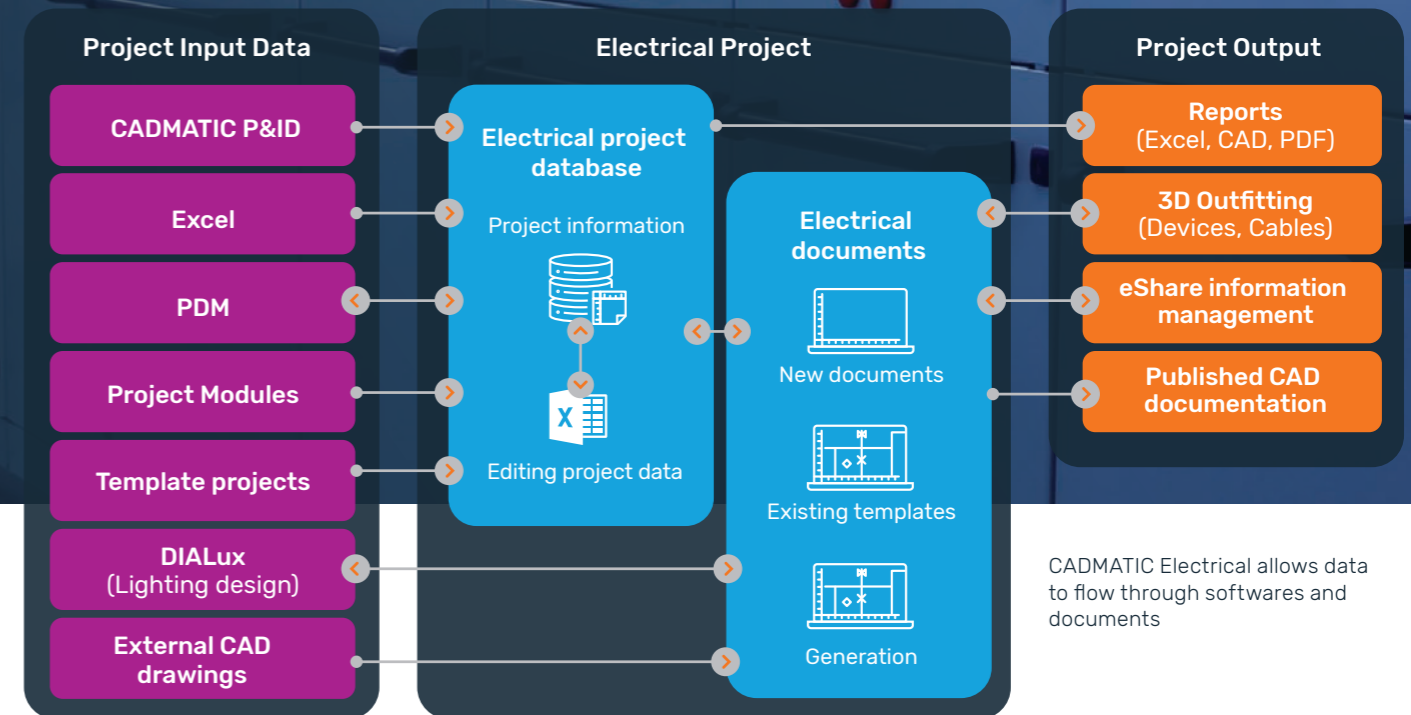 Project Input Data
CADMATIC P&ID
Excel
PDM
Project Modules
Template projects
DIALux
(Lighting design)
External CAD
drawings
Electrical Project
Electrical project
database
Project information
X
Editing project data
Electrical
documents
New documents
Existing templates
Generation
Project Output
Reports
(Excel, CAD, PDF)
3D Outfitting
(Devices, Cables)
eShare information
management
Published CAD
documentation
CADMATIC Electrical allows data
to flow through softwares and
documents